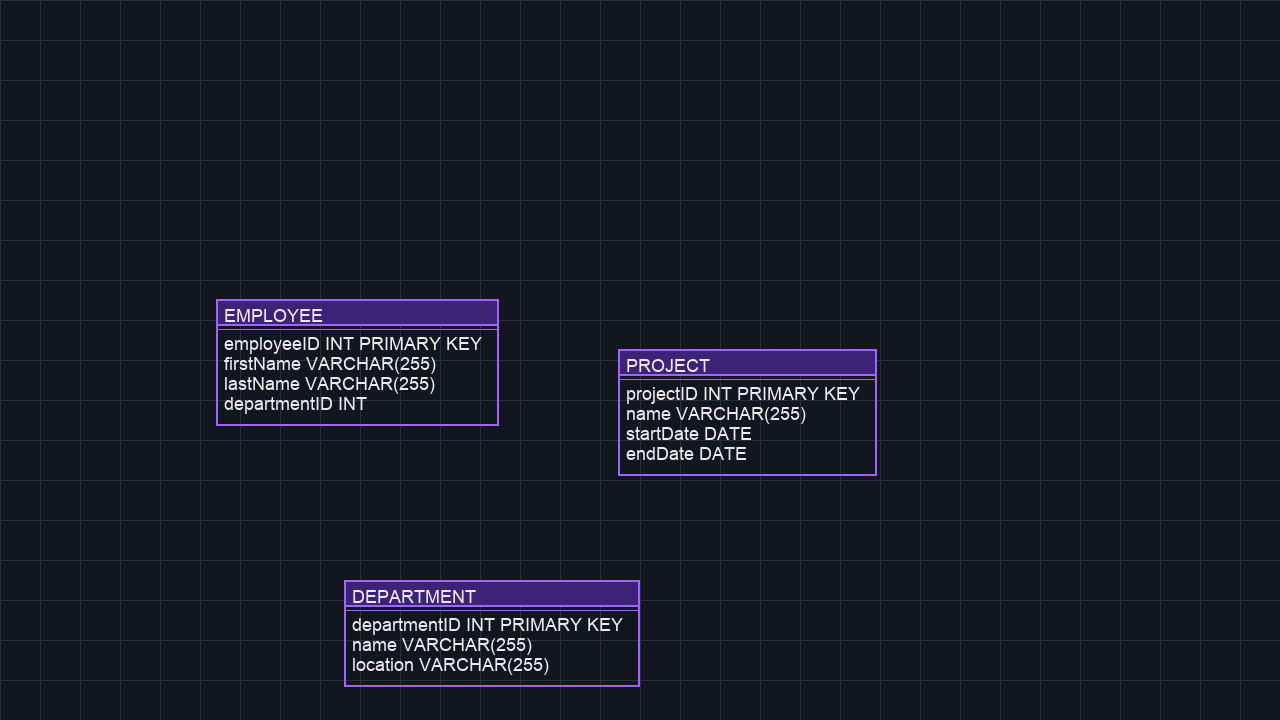 EMPLOYEE
employeeID INT PRIMARY KEY
firstName VARCHAR(255)
lastName VARCHAR(255)
departmentID INT
PROJECT
projectID INT PRIMARY KEY
name VARCHAR(255)
startDate DATE
endDate DATE
DEPARTMENT
departmentID INT PRIMARY KEY
name VARCHAR(255)
location VARCHAR(255)